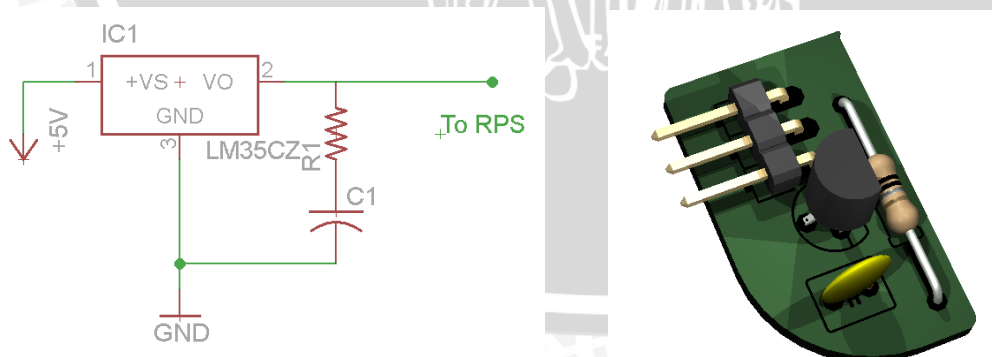 IC1
1
+VS+ VO
2
GND
3
+5V
LM35CZ
R1
To RPS
C1
GND